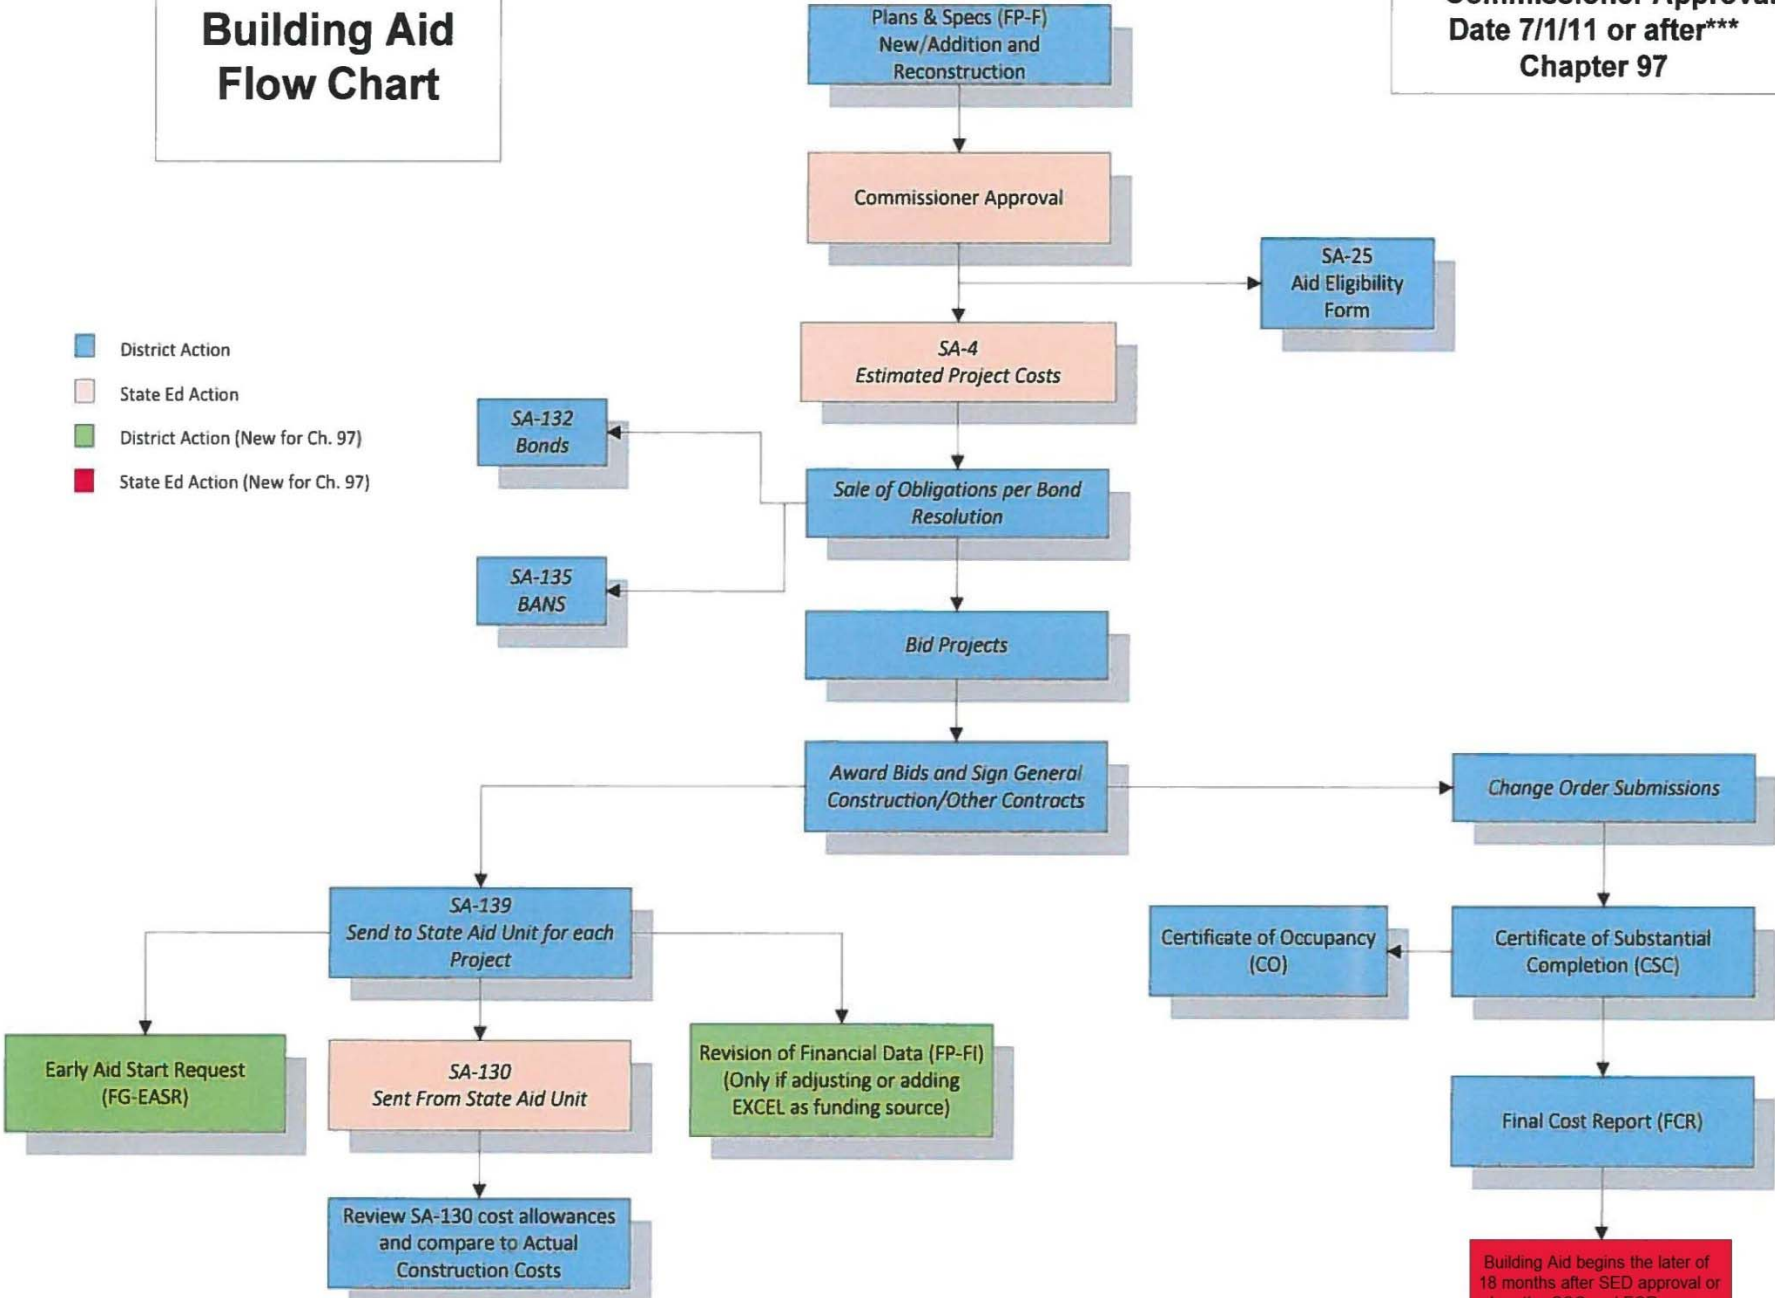 Building Aid
Flow Chart
Plans & Specs (FP-F)
New/Addition and
Reconstruction
Commissioner Approval
Date 7/1/11 or after***
Chapter 97
Commissioner Approval
SA-25
Aid Eligibility
Form
SA-4
Estimated Project Costs
District Action
State Ed Action
District Action (New for Ch. 97)
State Ed Action (New for Ch. 97)
SA-132
Bonds
Sale of Obligations per Bond
Resolution
SA-135
BANS
Bid Projects
Award Bids and Sign General
Construction/Other Contracts
Change Order Submissions
SA-139
Send to State Aid Unit for each
Project
Certificate of Occupancy
(CO)
Certificate of Substantial
Completion (CSC)
Early Aid Start Request
(FG-EASR)
SA-130
Sent From State Aid Unit
Revision of Financial Data (FP-FI)
(Only if adjusting or adding
EXCEL as funding source)
Final Cost Report (FCR)
Review SA-130 cost allowances
and compare to Actual
Construction Costs
Building Aid begins the later of
18 months after SED approval or